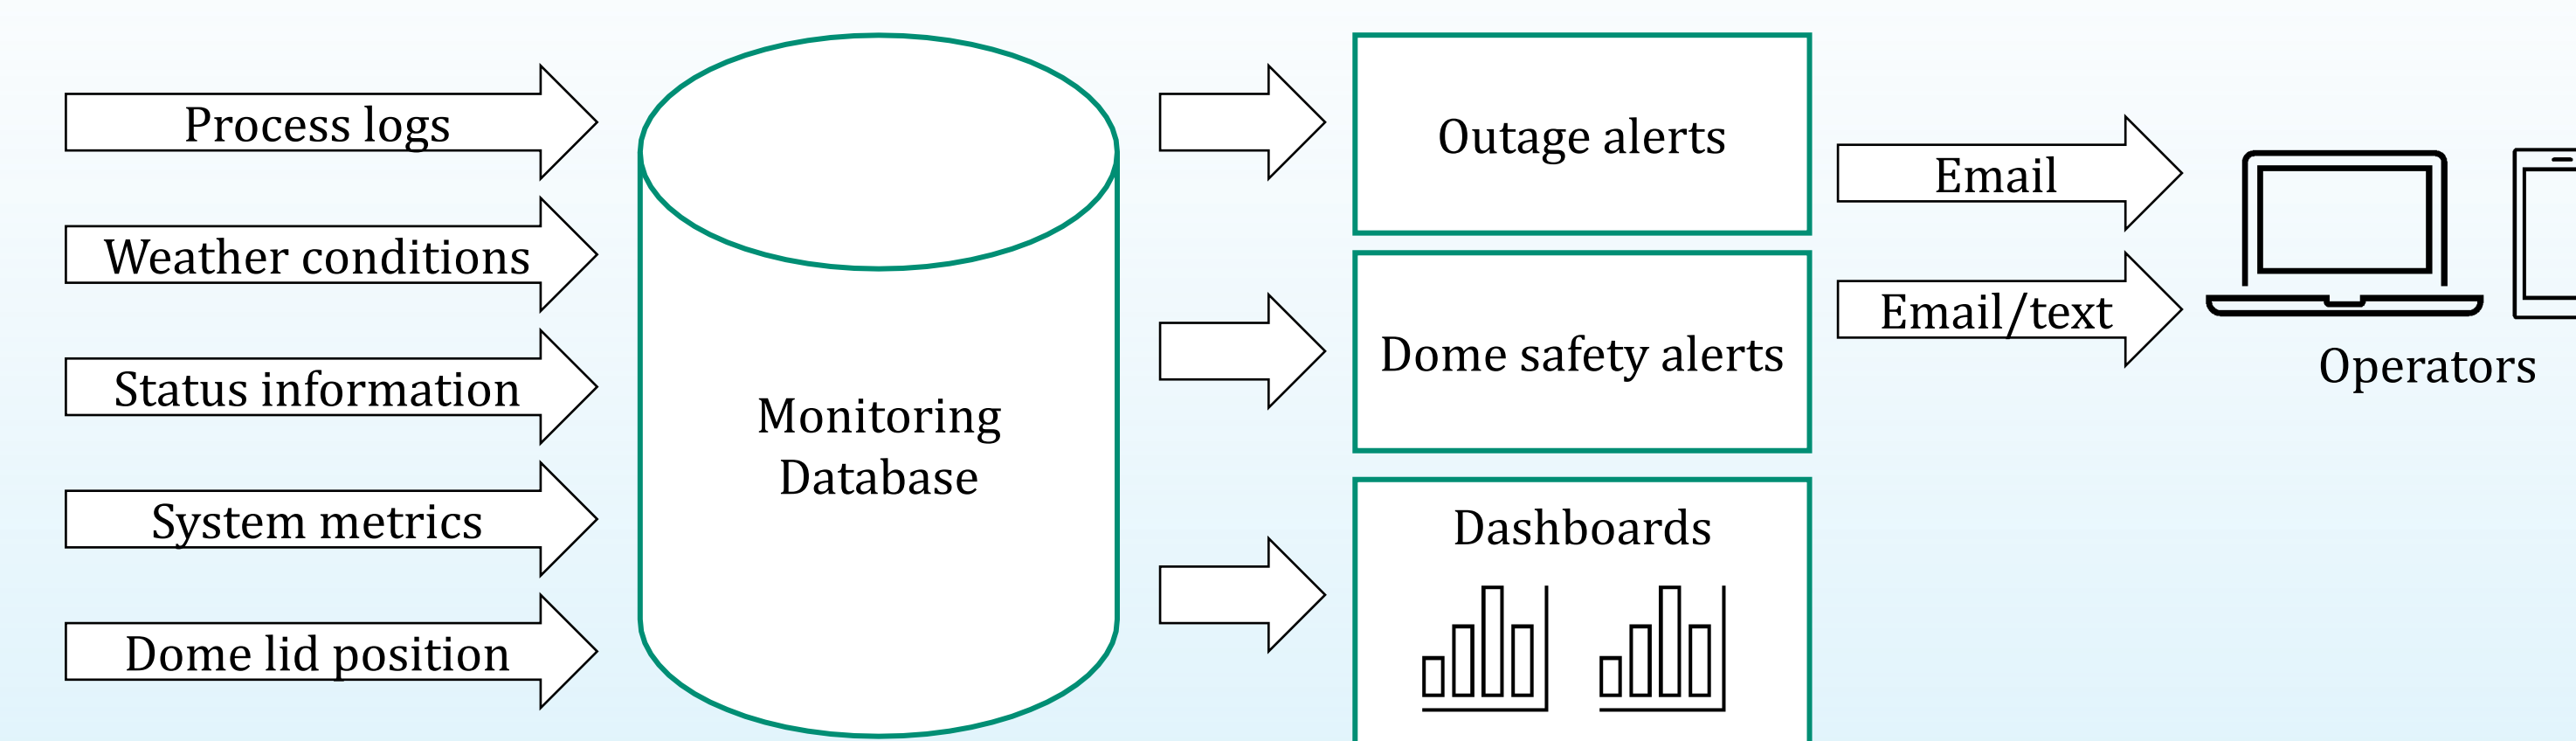 Process logs
Weather conditions
Status information
System metrics
Dome lid position
Monitoring
Database
Outage alerts
Dome safety alerts
Dashboards
Email
Email/text
Operators